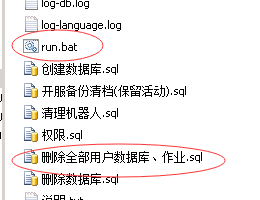 log-db.log
log-language.log
run.bat
创建数据库.sql
开服备份清档(保留活动).sql
清理机器人.sql
权限.sql
删除全部用户数据库、作业.sql
删除数据库.sql